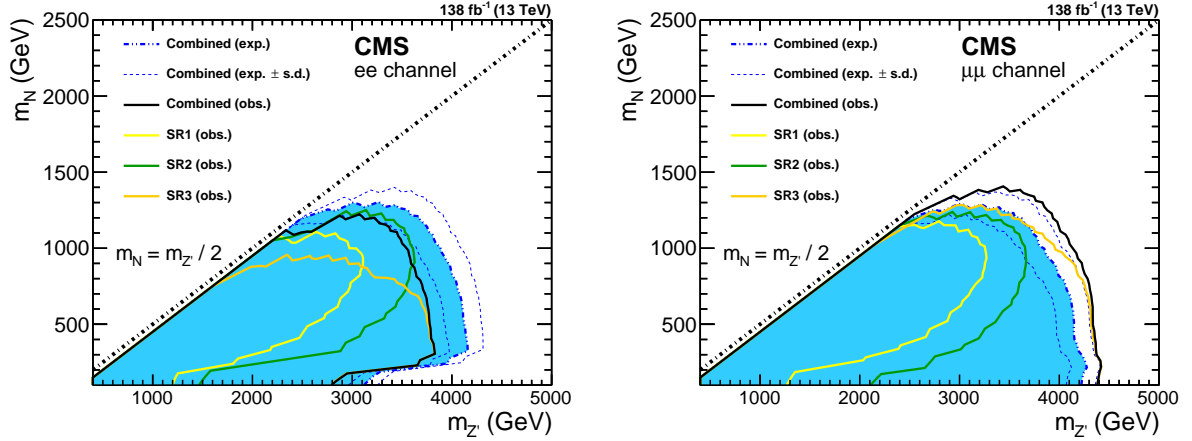 138 fb⁻¹ (13 TeV)
m_N (GeV)
2500
2000
1500
1000
500
Combined (exp.)
Combined (exp. ± s.d.)
Combined (obs.)
SR1 (obs.)
SR2 (obs.)
SR3 (obs.)
CMS
ee channel
m_N = m_Z' / 2
1000 2000 3000 4000 5000
m_Z' (GeV)
138 fb⁻¹ (13 TeV)
m_N (GeV)
2500
2000
1500
1000
500
Combined (exp.)
Combined (exp. ± s.d.)
Combined (obs.)
SR1 (obs.)
SR2 (obs.)
SR3 (obs.)
CMS
μμ channel
m_N = m_Z' / 2
1000 2000 3000 4000 5000
m_Z' (GeV)